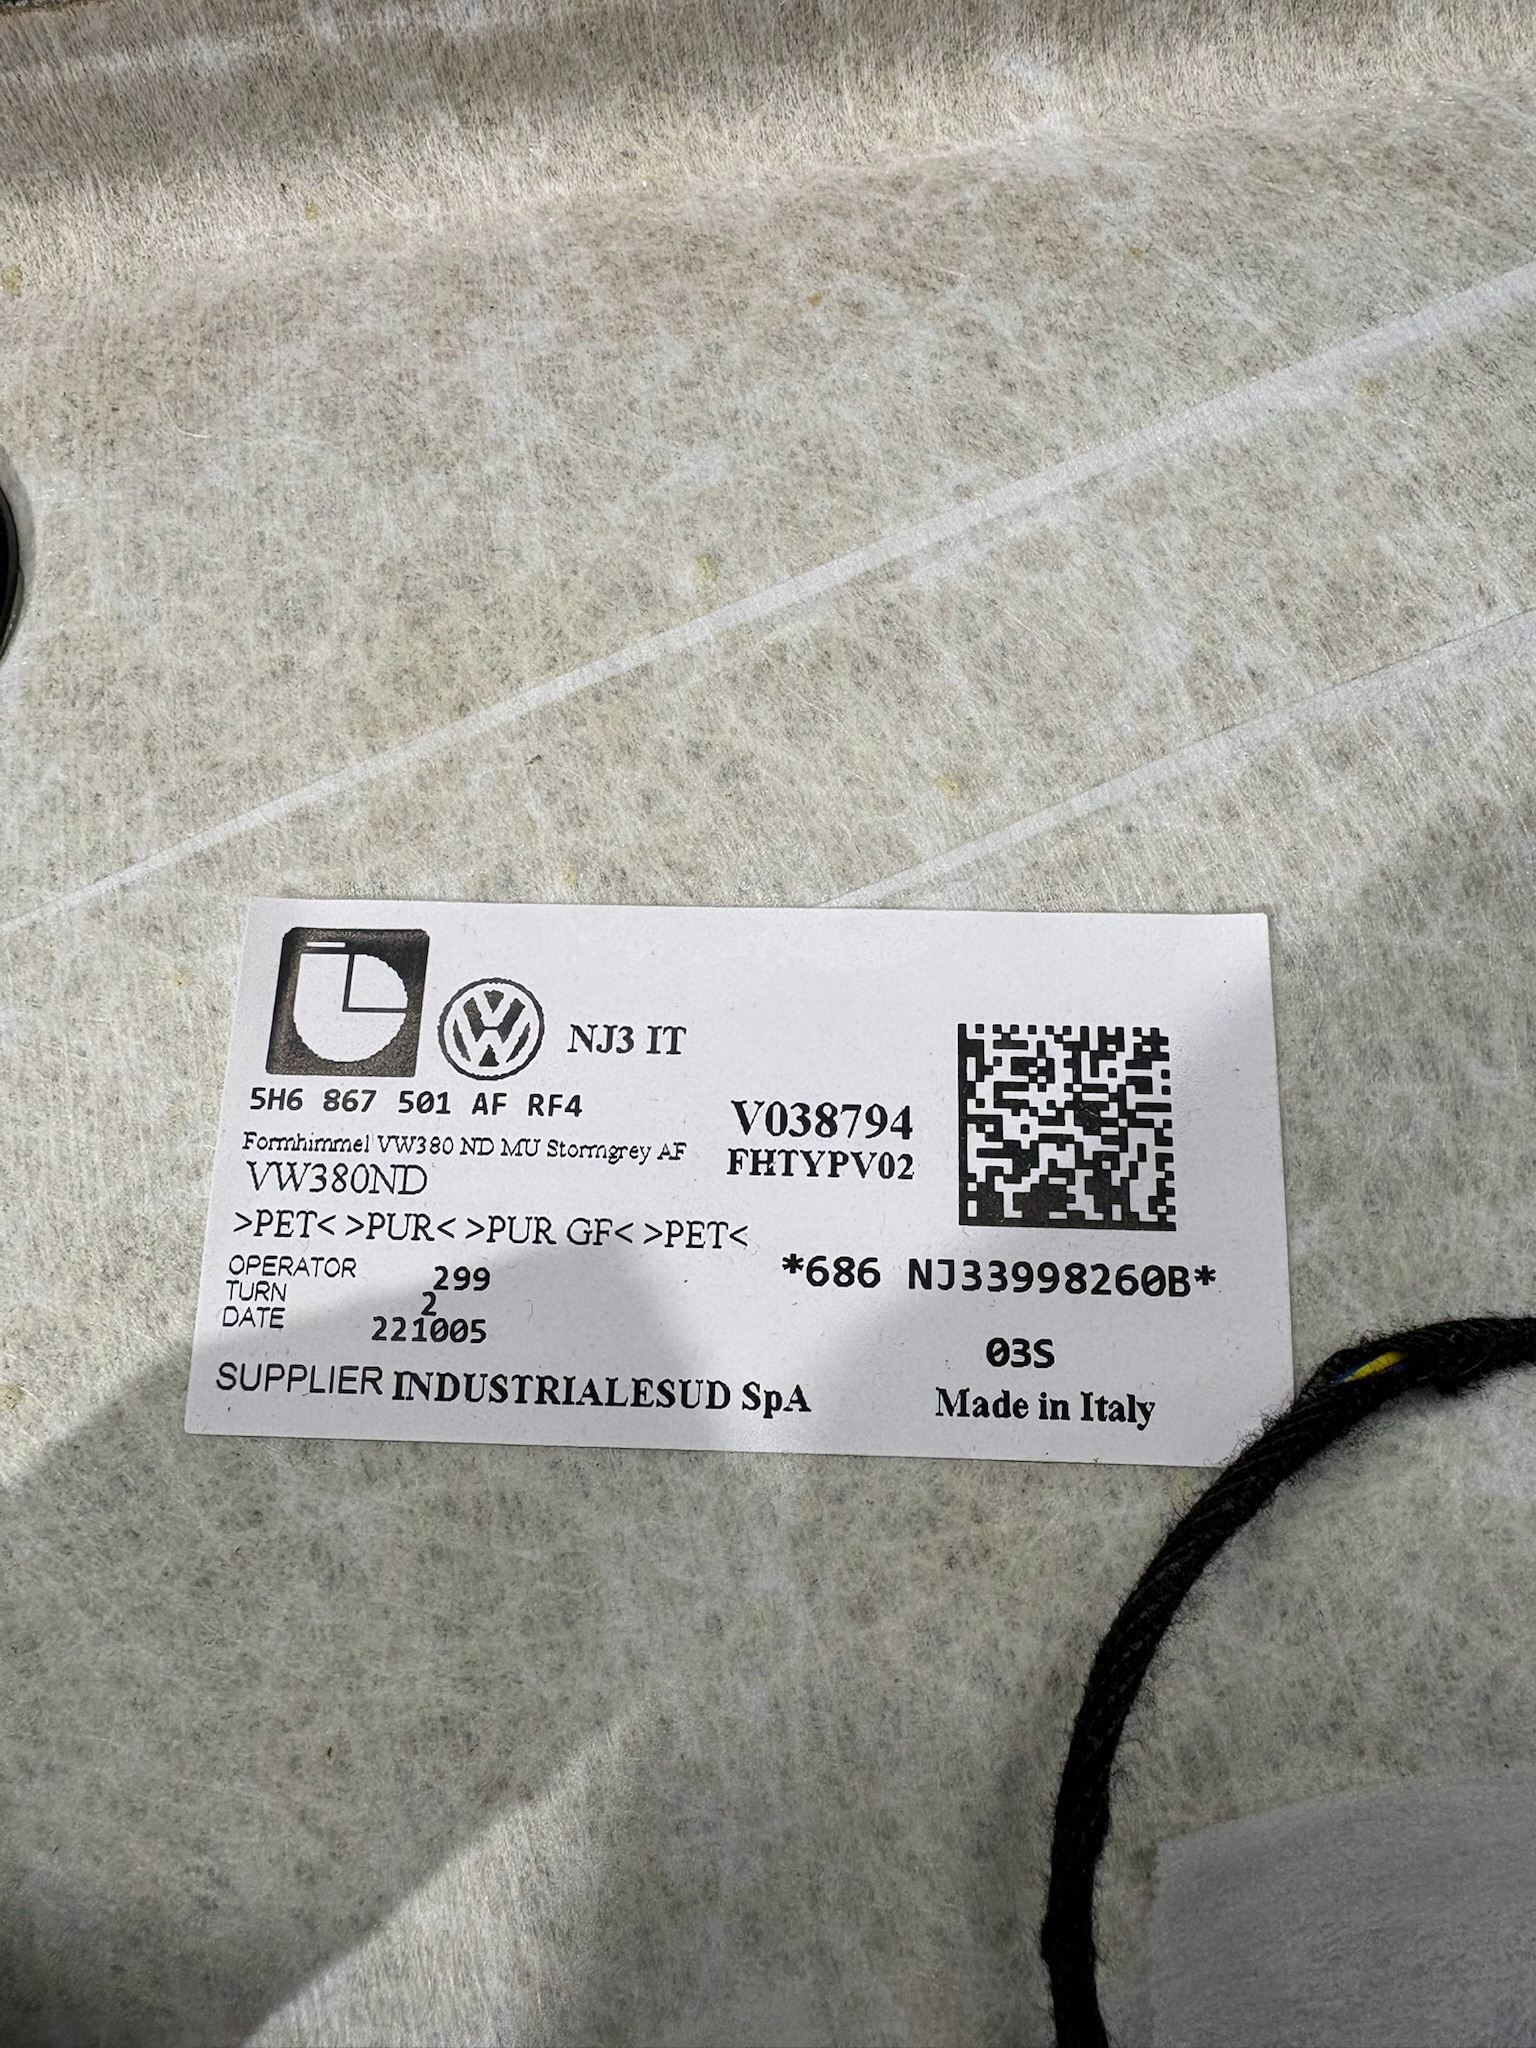 NJ3 IT
5H6 867 501 AF RF4
Formhimmel VW380 ND MU Stormgrey AF
VW380ND
V038794
FHTYPV02
>PET< >PUR< >PUR GF< >PET<
OPERATOR 299
TURN 2
DATE 221005
*686 NJ33998260B*
03S
SUPPLIER INDUSTRIALESUD SpA
Made in Italy